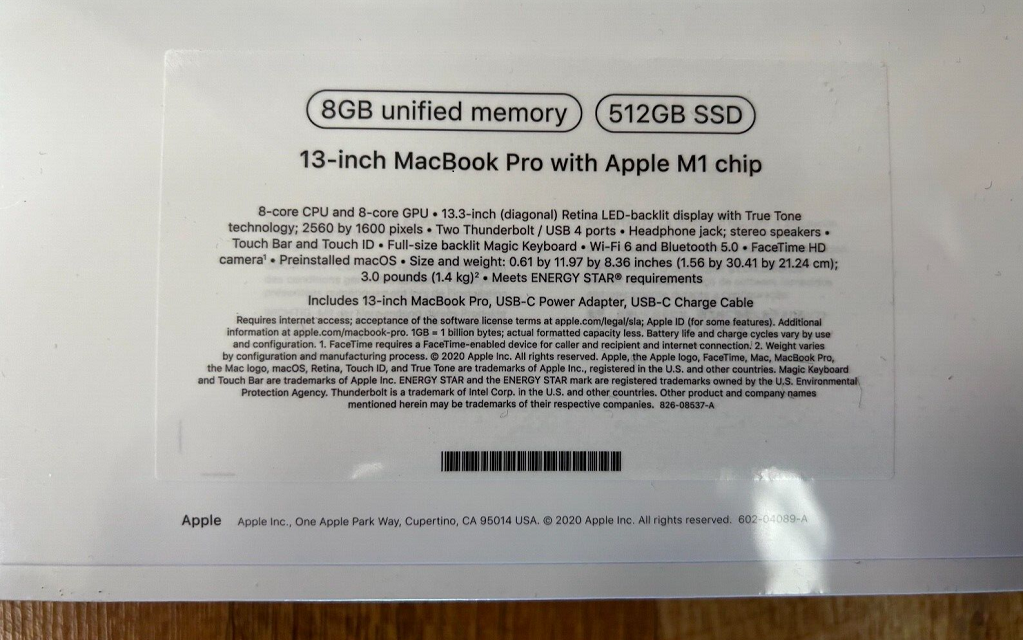 8GB unified memory 512GB SSD
13-inch MacBook Pro with Apple M1 chip
8-core CPU and 8-core GPU • 13.3-inch (diagonal) Retina LED-backlit display with True Tone
technology; 2560 by 1600 pixels • Two Thunderbolt / USB 4 ports • Headphone jack; stereo speakers •
Touch Bar and Touch ID • Full-size backlit Magic Keyboard • Wi-Fi 6 and Bluetooth 5.0 • FaceTime HD
camera¹ • Preinstalled macOS • Size and weight: 0.61 by 11.97 by 8.36 inches (1.56 by 30.41 by 21.24 cm);
3.0 pounds (1.4 kg)² • Meets ENERGY STAR® requirements
Includes 13-inch MacBook Pro, USB-C Power Adapter, USB-C Charge Cable
Requires internet access; acceptance of the software license terms at apple.com/legal/sla; Apple ID (for some features). Additional
information at apple.com/macbook-pro. 1GB = 1 billion bytes; actual formatted capacity less. Battery life and charge cycles vary by use
and configuration. 1. FaceTime requires a FaceTime-enabled device for caller and recipient and internet connection. 2. Weight varies
by configuration and manufacturing process. © 2020 Apple Inc. All rights reserved. Apple, the Apple logo, FaceTime, Mac, MacBook Pro,
the Mac logo, macOS, Retina, Touch ID, and True Tone are trademarks of Apple Inc., registered in the U.S. and other countries. Magic Keyboard
and Touch Bar are trademarks of Apple Inc. ENERGY STAR and the ENERGY STAR mark are registered trademarks owned by the U.S. Environmental
Protection Agency. Thunderbolt is a trademark of Intel Corp. in the U.S. and other countries. Other product and company names
mentioned herein may be trademarks of their respective companies. 826-08537-A
Apple Apple Inc., One Apple Park Way, Cupertino, CA 95014 USA. © 2020 Apple Inc. All rights reserved. 602-04089-A